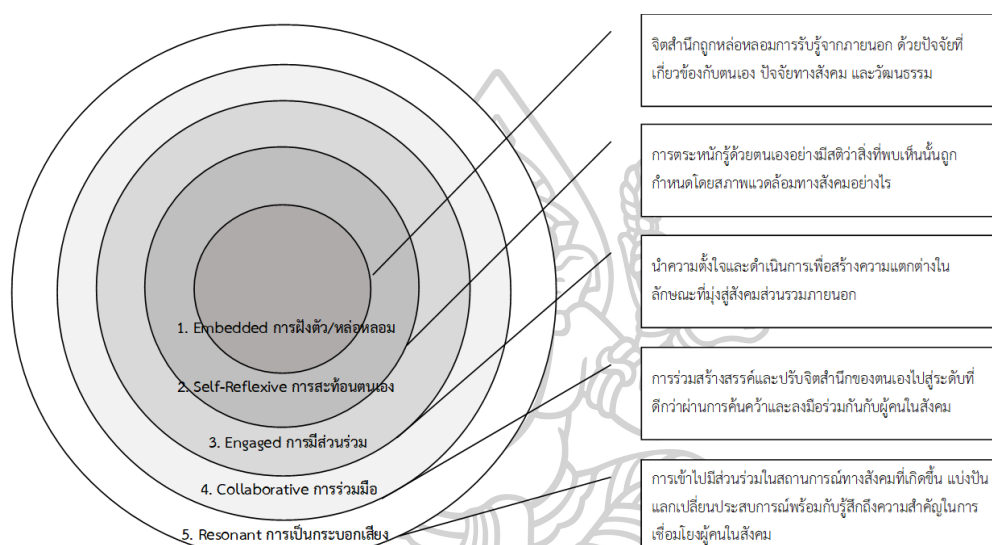 จิตสำนึกถูกหล่อหลอมการรับรู้จากภายนอก ด้วยปัจจัยที่
เกี่ยวข้องกับตนเอง ปัจจัยทางสังคม และวัฒนธรรม
การตระหนักรู้ด้วยตนเองอย่างมีสติว่าสิ่งที่พบเห็นนั้นถูก
กำหนดโดยสภาพแวดล้อมทางสังคมอย่างไร
นำความตั้งใจและดำเนินการเพื่อสร้างความแตกต่างใน
ลักษณะที่มุ่งสู่สังคมส่วนรวมภายนอก
การร่วมสร้างสรรค์และปรับจิตสำนึกของตนเองไปสู่ระดับที่
ดีกว่าผ่านการค้นคว้าและลงมือร่วมกันกับผู้คนในสังคม
การเข้าไปมีส่วนร่วมในสถานการณ์ทางสังคมที่เกิดขึ้น แบ่งปัน
แลกเปลี่ยนประสบการณ์พร้อมกับรู้สึกถึงความสำคัญในการ
เชื่อมโยงผู้คนในสังคม
1. Embedded การฝังตัว/หล่อหลอม
2. Self-Reflexive การสะท้อนตนเอง
3. Engaged การมีส่วนร่วม
4. Collaborative การร่วมมือ
5. Resonant การเป็นกระบอกเสียง